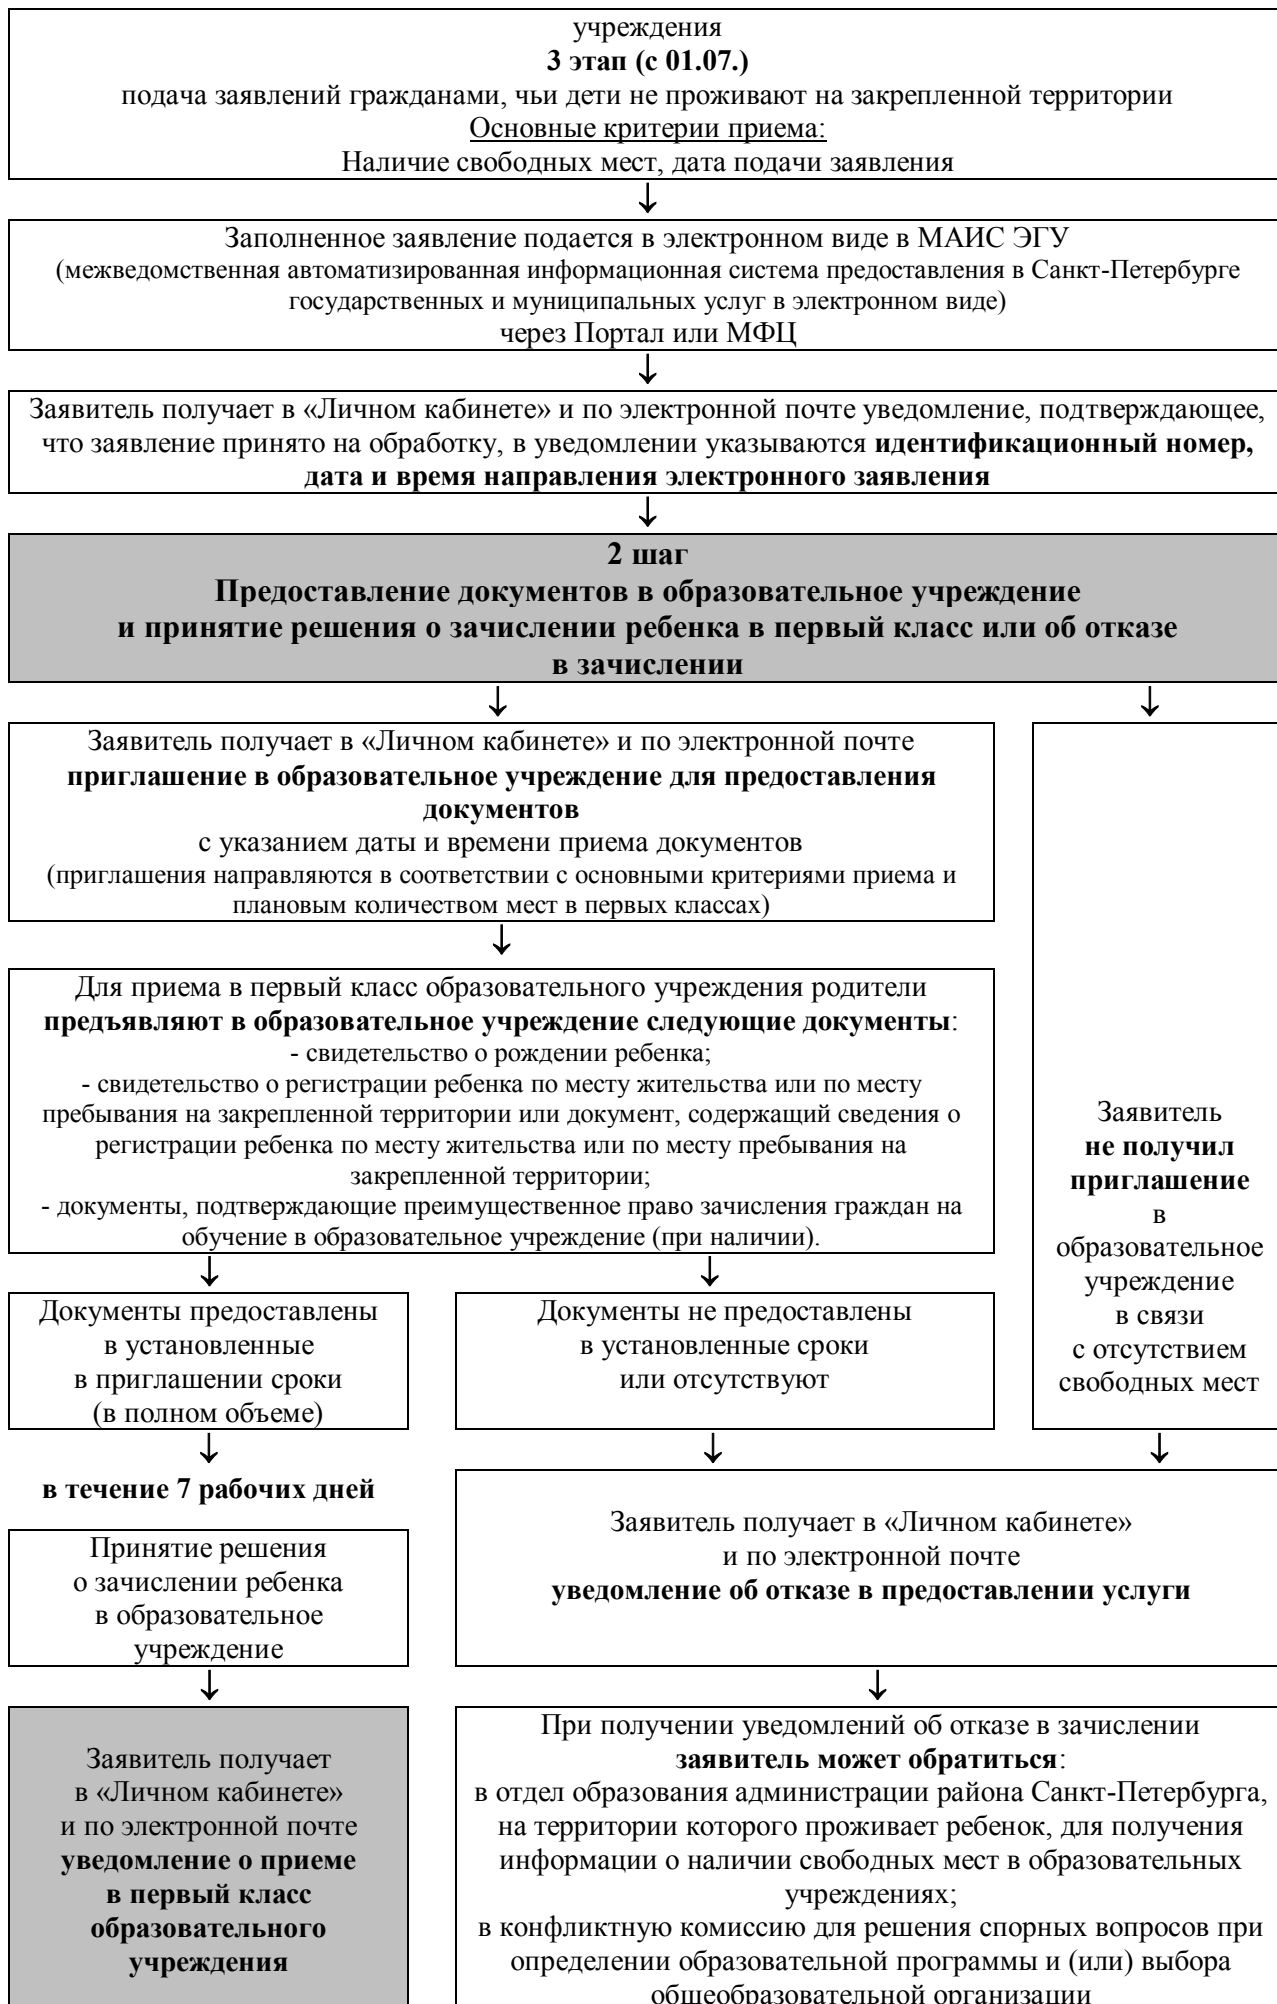 учреждения
3 этап (с 01.07.)
подача заявлений гражданами, чьи дети не проживают на закрепленной территории
Основные критерии приема:
Наличие свободных мест, дата подачи заявления
↓
Заполненное заявление подается в электронном виде в МАИС ЭГУ
(межведомственная автоматизированная информационная система предоставления в Санкт-Петербурге
государственных и муниципальных услуг в электронном виде)
через Портал или МФЦ
↓
Заявитель получает в «Личном кабинете» и по электронной почте уведомление, подтверждающее,
что заявление принято на обработку, в уведомлении указываются идентификационный номер,
дата и время направления электронного заявления
↓
2 шаг
Предоставление документов в образовательное учреждение
и принятие решения о зачислении ребенка в первый класс или об отказе
в зачислении
↓ ↓
Заявитель получает в «Личном кабинете» и по электронной почте
приглашение в образовательное учреждение для предоставления
документов
с указанием даты и времени приема документов
(приглашения направляются в соответствии с основными критериями приема и
плановым количеством мест в первых классах)
↓
Для приема в первый класс образовательного учреждения родители
предъявляют в образовательное учреждение следующие документы:
- свидетельство о рождении ребенка;
- свидетельство о регистрации ребенка по месту жительства или по месту
пребывания на закрепленной территории или документ, содержащий сведения о
регистрации ребенка по месту жительства или по месту пребывания на
закрепленной территории;
- документы, подтверждающие преимущественное право зачисления граждан на
обучение в образовательное учреждение (при наличии).
Заявитель
не получил
приглашение
в
образовательное
учреждение
в связи
с отсутствием
свободных мест
↓ ↓
Документы предоставлены
в установленные
в приглашении сроки
(в полном объеме)
Документы не предоставлены
в установленные сроки
или отсутствуют
↓ ↓ ↓
в течение 7 рабочих дней
Принятие решения
о зачислении ребенка
в образовательное
учреждение
Заявитель получает в «Личном кабинете»
и по электронной почте
уведомление об отказе в предоставлении услуги
↓ ↓
Заявитель получает
в «Личном кабинете»
и по электронной почте
уведомление о приеме
в первый класс
образовательного
учреждения
При получении уведомлений об отказе в зачислении
заявитель может обратиться:
в отдел образования администрации района Санкт-Петербурга,
на территории которого проживает ребенок, для получения
информации о наличии свободных мест в образовательных
учреждениях;
в конфликтную комиссию для решения спорных вопросов при
определении образовательной программы и (или) выбора
общеобразовательной организации